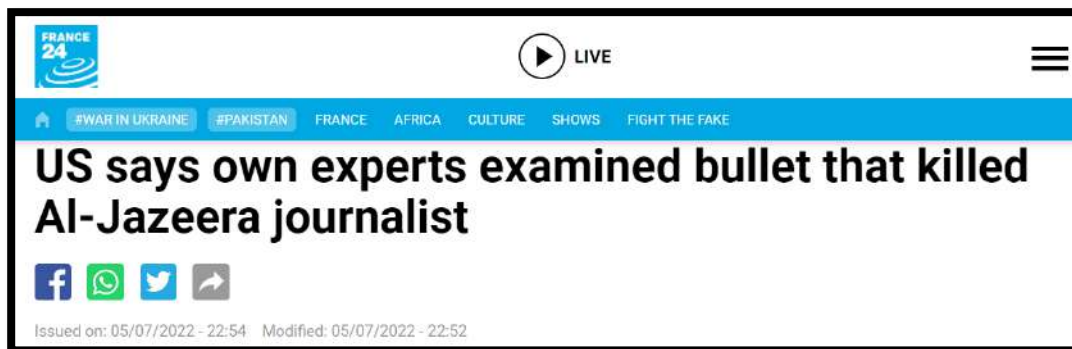 FRANCE
24
LIVE
#WAR IN UKRAINE #PAKISTAN FRANCE AFRICA CULTURE SHOWS FIGHT THE FAKE
US says own experts examined bullet that killed
Al-Jazeera journalist
Issued on: 05/07/2022 - 22:54 Modified: 05/07/2022 - 22:52